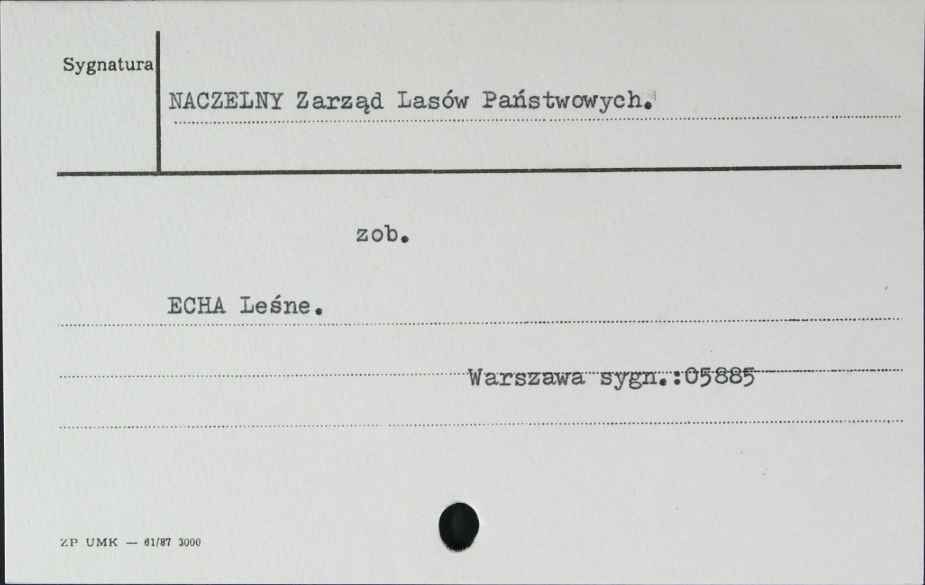 Sygnatura
NACZELNY Zarząd Lasów Państwowych.
zob.
ECHA Leśne.
Warszawa sygn.:05885
ZP UMK — 61/87 3000